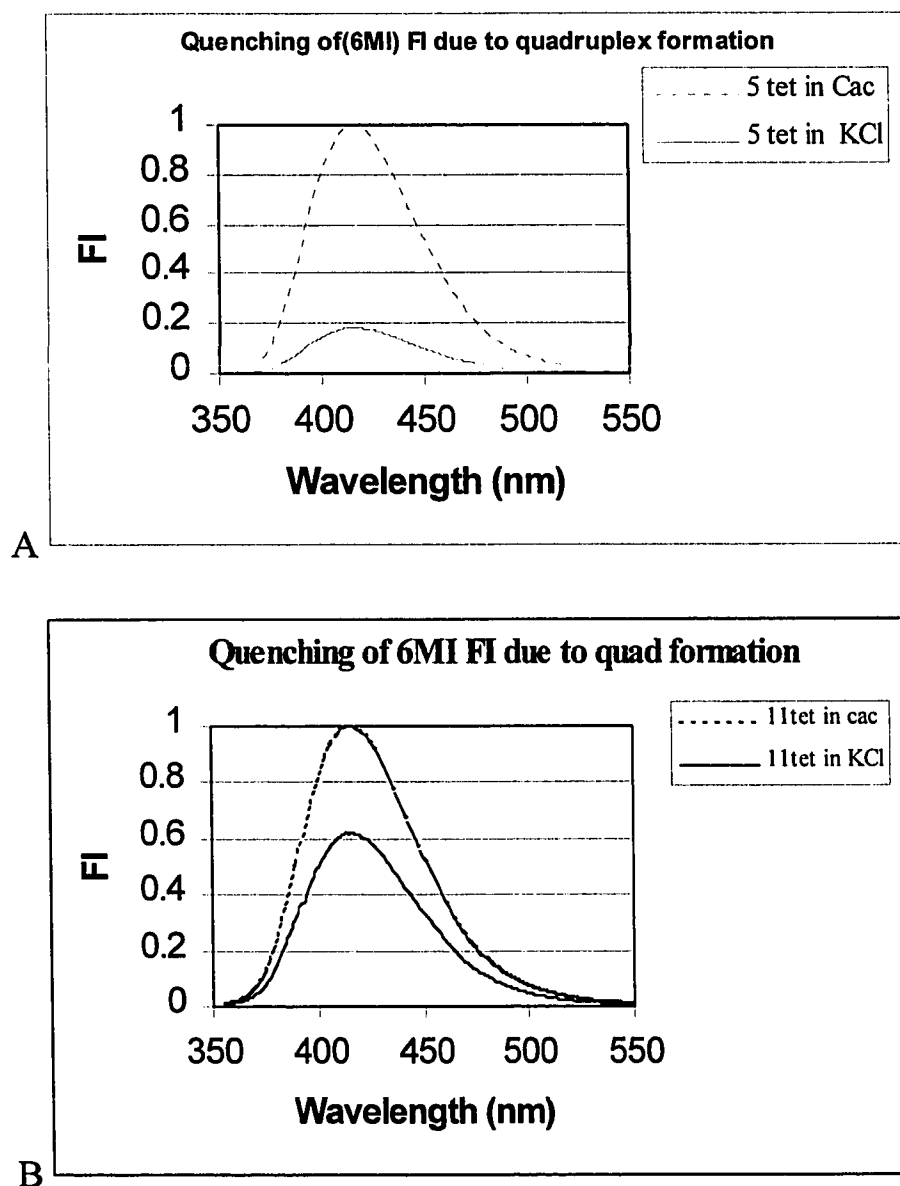 Quenching of(6MI) FI due to quadruplex formation
5 tet in Cac
5 tet in KCl
1
0.8
0.6
0.4
0.2
0
FI
350 400 450 500 550
Wavelength (nm)
A
Quenching of 6MI FI due to quad formation
11tet in cac
11tet in KCl
1
0.8
0.6
0.4
0.2
0
FI
350 400 450 500 550
Wavelength (nm)
B